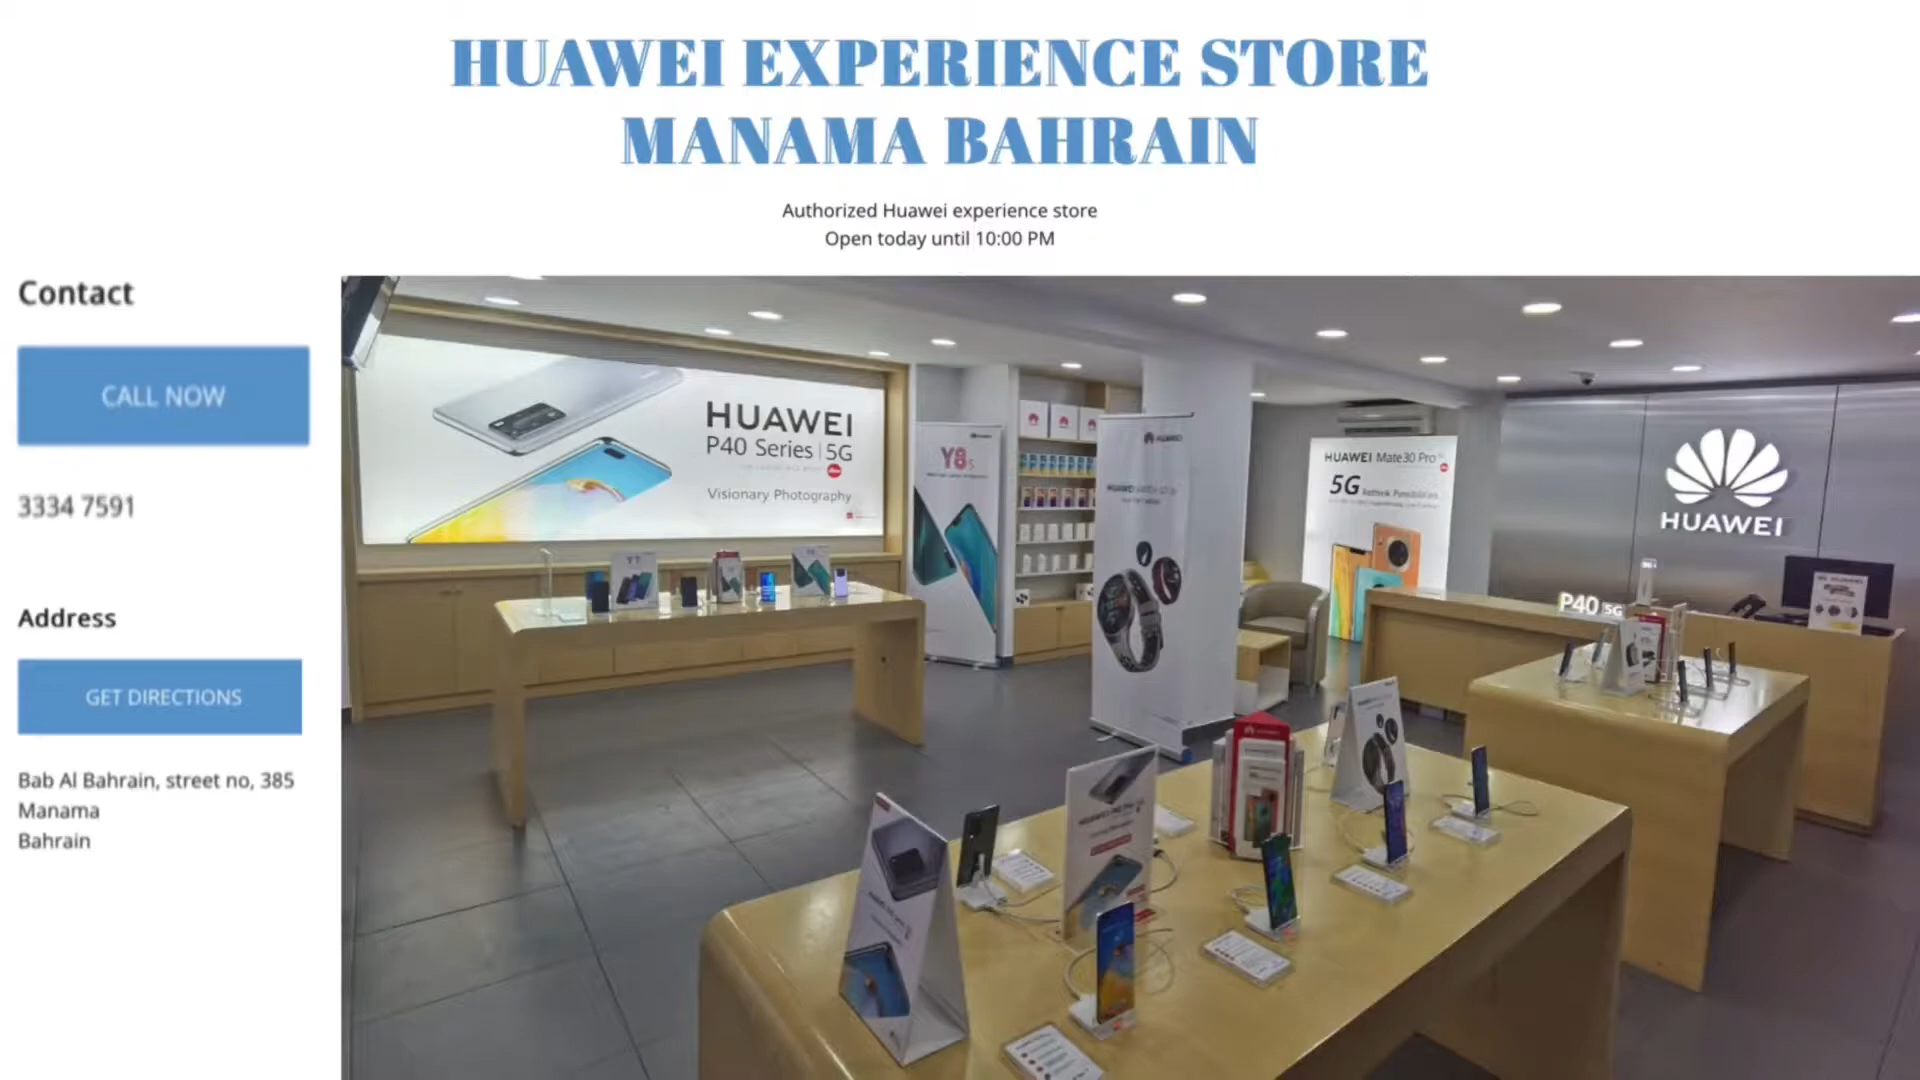 HUAWEI EXPERIENCE STORE
MANAMA BAHRAIN
Authorized Huawei experience store
Open today until 10:00 PM
Contact
CALL NOW
3334 7591
Address
GET DIRECTIONS
Bab Al Bahrain, street no, 385
Manama
Bahrain
HUAWEI
P40 Series | 5G
Visionary Photography
Y8s
HUAWEI
HUAWEI Mate30 Pro
5G Rethink Possibilities
HUAWEI
P40 5G